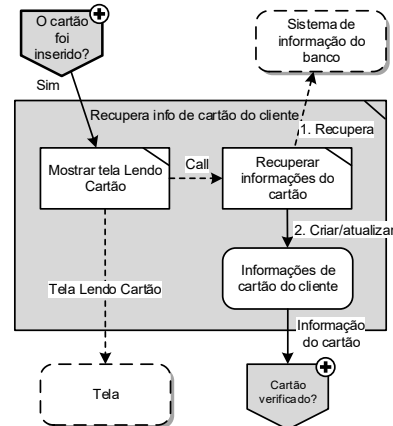 O cartão
foi
inserido?
Sistema de
informação do
banco
Sim
Recupera info de cartão do cliente
1. Recupera
Mostrar tela Lendo
Cartão
Call
Recuperar
informações do
cartão
2. Criar/atualizar
Informações de
cartão do cliente
Tela Lendo Cartão
Informação
do cartão
Tela
Cartão
verificado?